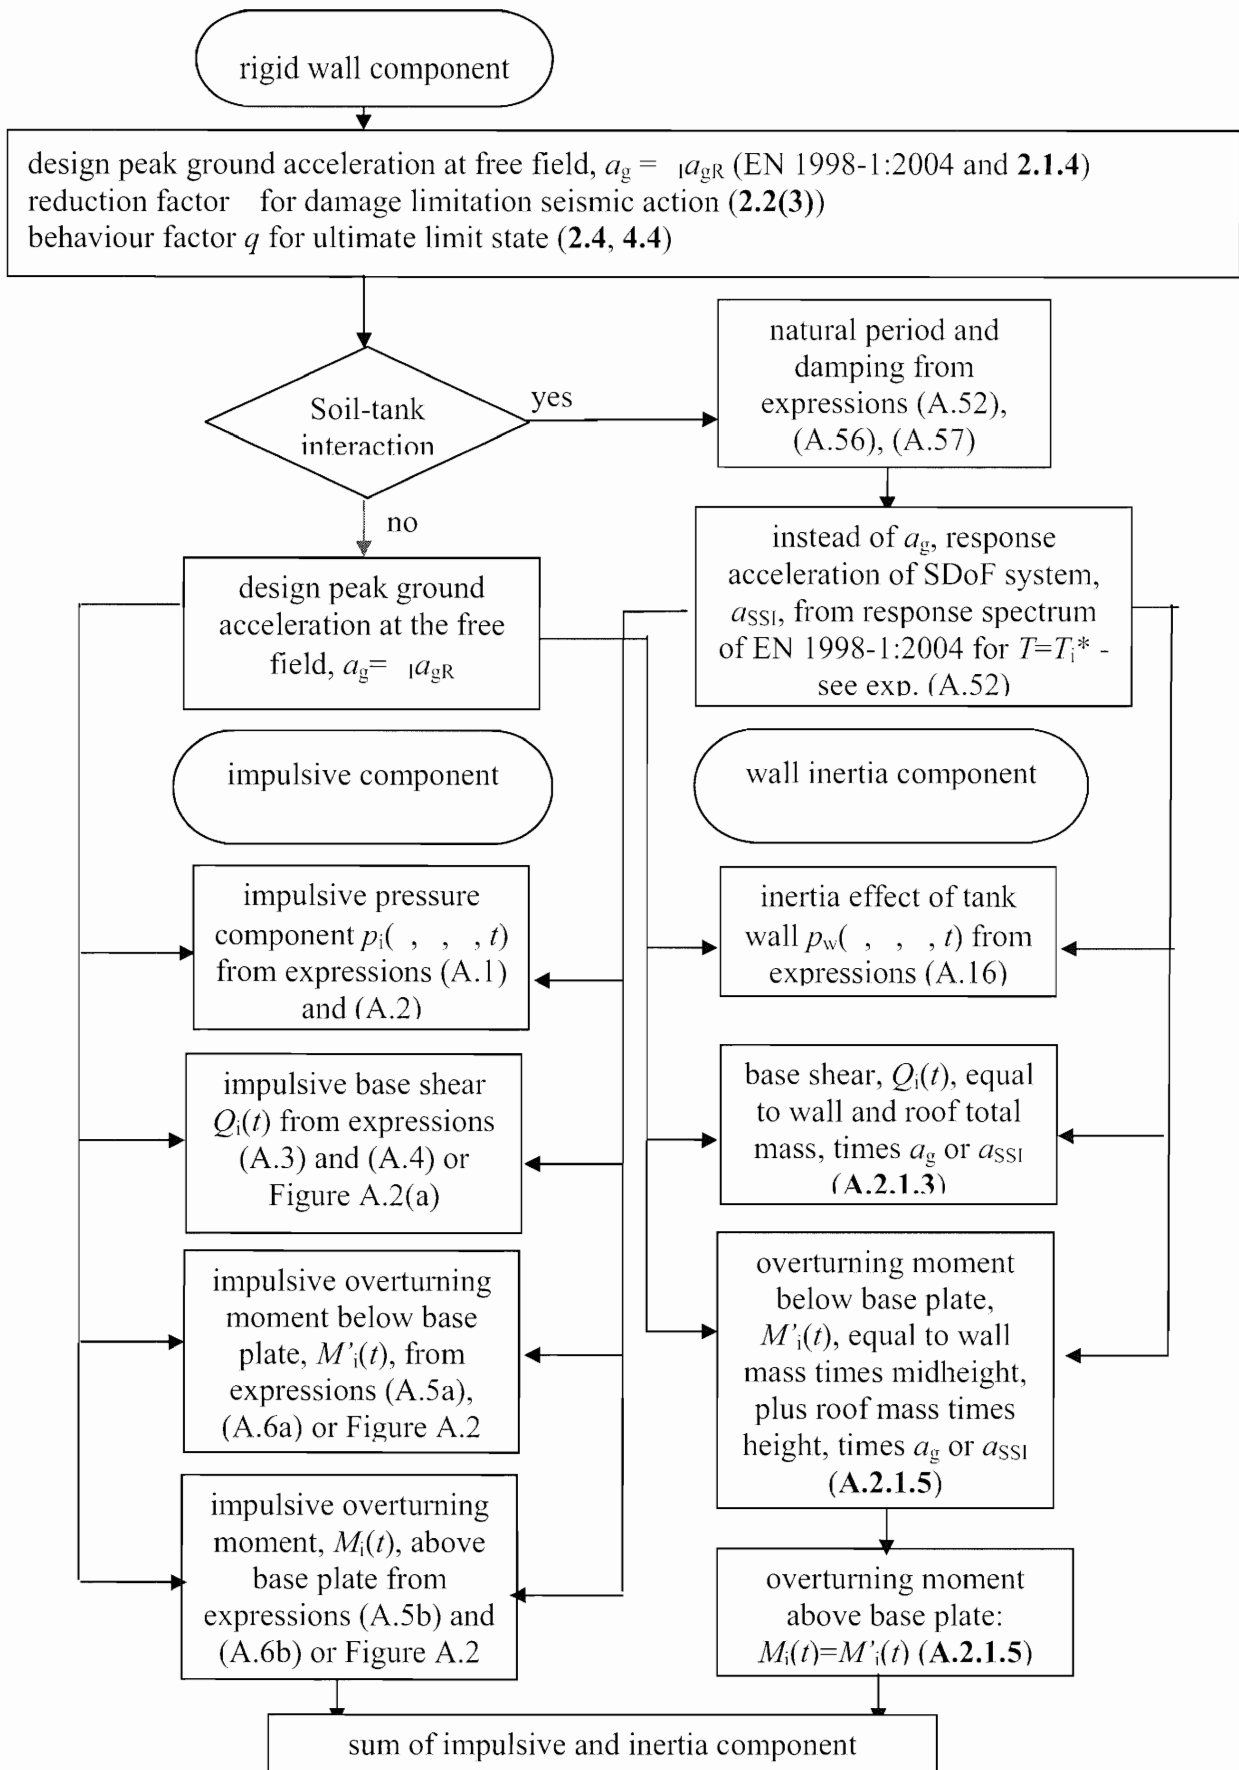 rigid wall component
design peak ground acceleration at free field, ag = IagR (EN 1998-1:2004 and 2.1.4)
reduction factor for damage limitation seismic action (2.2(3))
behaviour factor q for ultimate limit state (2.4, 4.4)
natural period and
damping from
expressions (A.52),
(A.56), (A.57)
Soil-tank
interaction
yes
no
instead of ag, response
acceleration of SDoF system,
aSSI, from response spectrum
of EN 1998-1:2004 for T=Ti* -
see exp. (A.52)
design peak ground
acceleration at the free
field, ag= IagR
impulsive component
wall inertia component
impulsive pressure
component pi( , , , t)
from expressions (A.1)
and (A.2)
inertia effect of tank
wall pw( , , , t) from
expressions (A.16)
impulsive base shear
Qi(t) from expressions
(A.3) and (A.4) or
Figure A.2(a)
base shear, Qi(t), equal
to wall and roof total
mass, times ag or aSSI
(A.2.1.3)
impulsive overturning
moment below base
plate, M’i(t), from
expressions (A.5a),
(A.6a) or Figure A.2
overturning moment
below base plate,
M’i(t), equal to wall
mass times midheight,
plus roof mass times
height, times ag or aSSI
(A.2.1.5)
impulsive overturning
moment, Mi(t), above
base plate from
expressions (A.5b) and
(A.6b) or Figure A.2
overturning moment
above base plate:
Mi(t)=M’i(t) (A.2.1.5)
sum of impulsive and inertia component